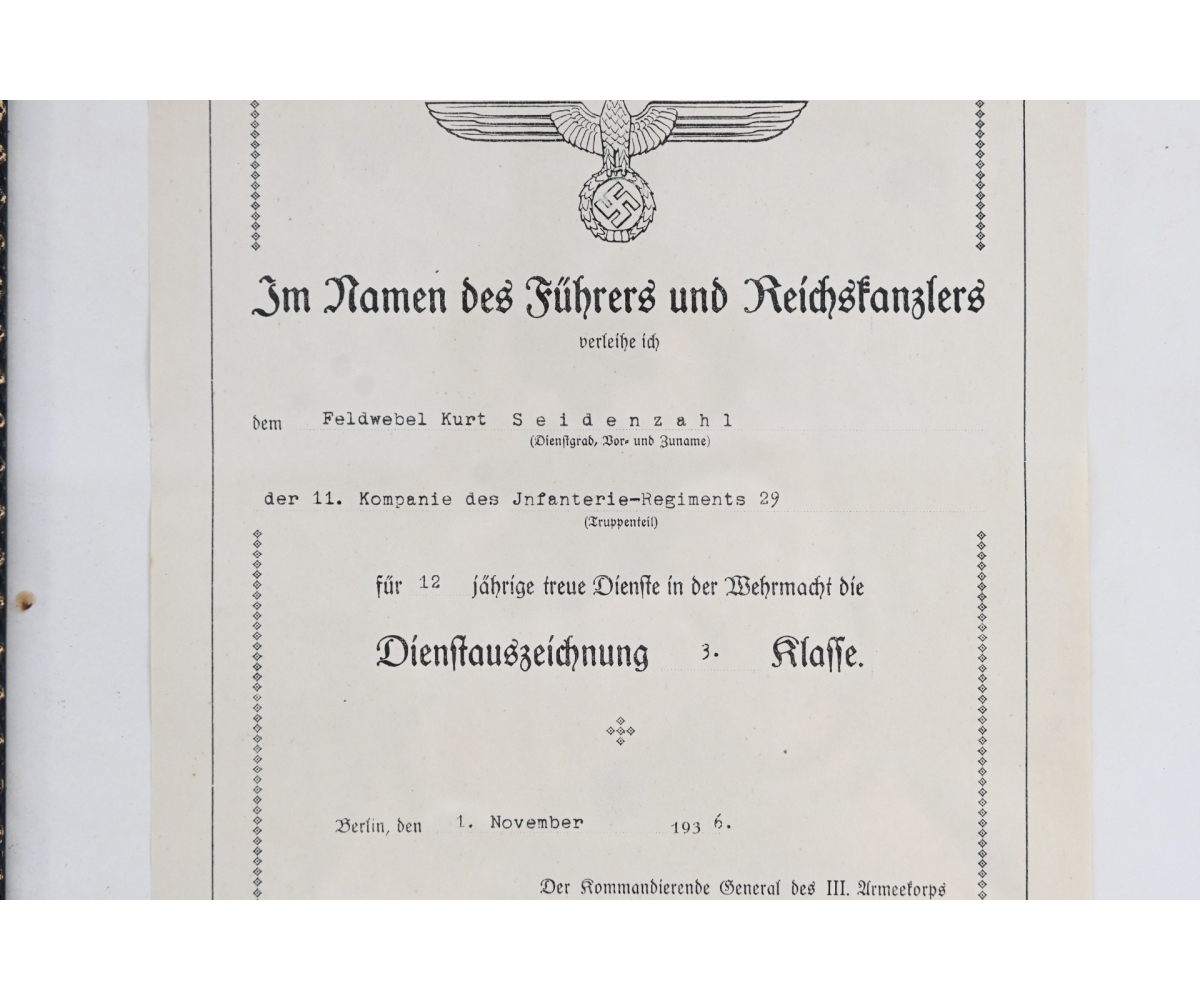 Im Namen des Führers und Reichskanzlers
verleihe ich
dem Feldwebel Kurt S e i d e n z a h l
(Dienstgrad, Vor- und Zuname)
der 11. Kompanie des Jnfanterie-Regiments 29
(Truppenteil)
für 12 jährige treue Dienste in der Wehrmacht die
Dienstauszeichnung 3. Klasse.
Berlin, den 1. November 1936.
Der Kommandierende General des III. Armeekorps